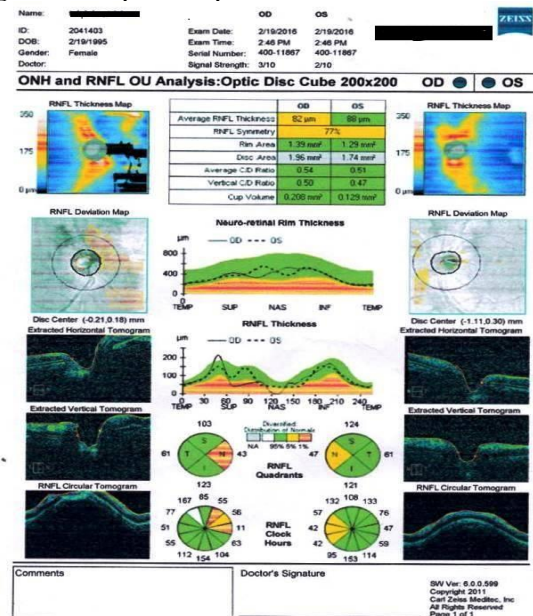 Name:
OD OS
ZEISS
ID: 2041403 Exam Date: 2/19/2016 2/19/2016
DOB: 2/19/1995 Exam Time: 2:46 PM 2:46 PM
Gender: Female Serial Number: 400-11867 400-11867
Doctor: Signal Strength: 3/10 2/10
ONH and RNFL OU Analysis:Optic Disc Cube 200x200 OD OS
RNFL Thickness Map
350
175
0 µm
OD OS
Average RNFL Thickness 82 µm 88 µm
RNFL Symmetry 77%
Rim Area 1.39 mm² 1.29 mm²
Disc Area 1.96 mm² 1.74 mm²
Average C/D Ratio 0.54 0.51
Vertical C/D Ratio 0.50 0.47
Cup Volume 0.208 mm³ 0.129 mm³
RNFL Thickness Map
350
175
0 µm
RNFL Deviation Map
Disc Center (-0.21,0.18) mm
Neuro-retinal Rim Thickness
µm OD OS
800
400
0
TEMP SUP NAS INF TEMP
RNFL Deviation Map
Disc Center (-1.11,0.30) mm
Extracted Horizontal Tomogram
RNFL Thickness
µm OD OS
200
100
0
0 30 60 90 120 150 180 210 240
TEMP SUP NAS INF TEMP
Extracted Horizontal Tomogram
Extracted Vertical Tomogram
103
S
61 T N 43
I
123
Diversified
Distribution of Normals
NA 95% 5% 1%
RNFL
Quadrants
124
S
47 N T 61
I
121
Extracted Vertical Tomogram
RNFL Circular Tomogram
167 85 55
77 56
51 11
55 63
112 154 104
RNFL
Clock
Hours
132 108 133
57 76
42 47
42 59
95 153 114
RNFL Circular Tomogram
Comments
Doctor's Signature
SW Ver: 6.0.0.599
Copyright 2011
Carl Zeiss Meditec, Inc
All Rights Reserved
Page 1 of 1